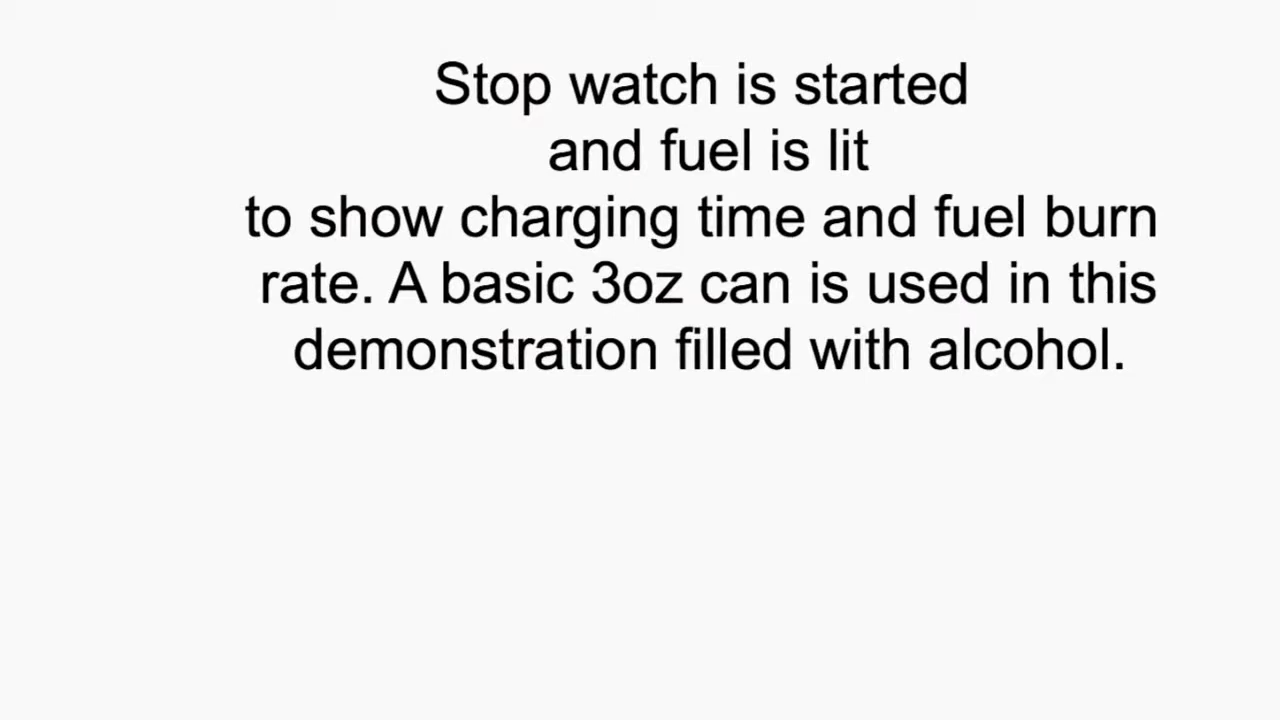 Stop watch is started
and fuel is lit
to show charging time and fuel burn
rate. A basic 3oz can is used in this
demonstration filled with alcohol.